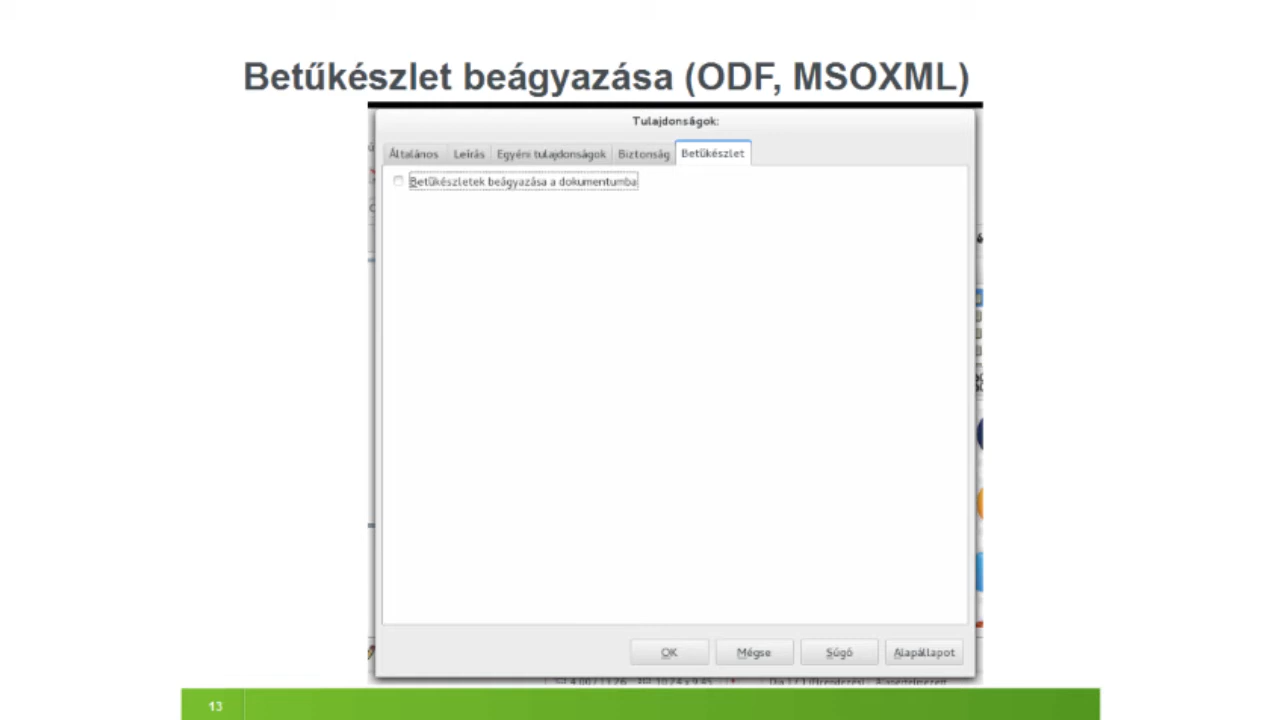 Betűkészlet beágyazása (ODF, MSOXML)
Tulajdonságok:
Általános Leírás Egyéni tulajdonságok Biztonság Betűkészlet
Betűkészletek beágyazása a dokumentumba
OK Mégse Súgó Alapállapot
13